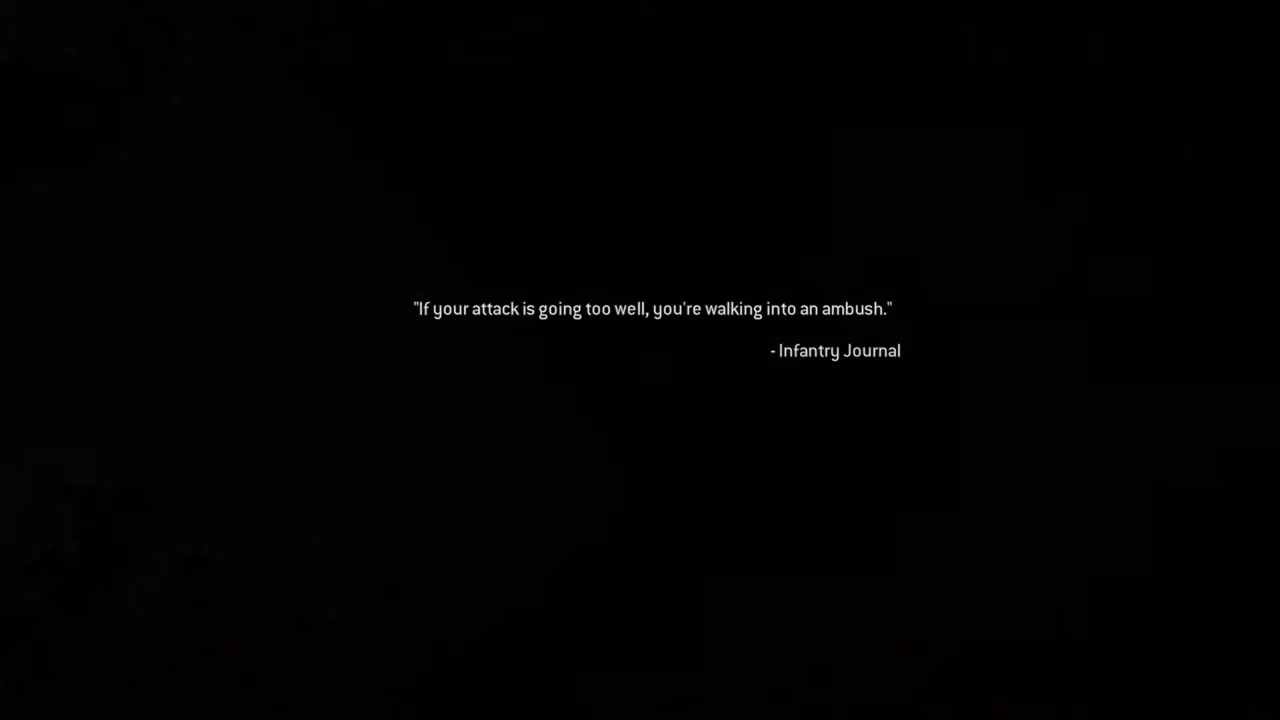 "If your attack is going too well, you're walking into an ambush."
- Infantry Journal